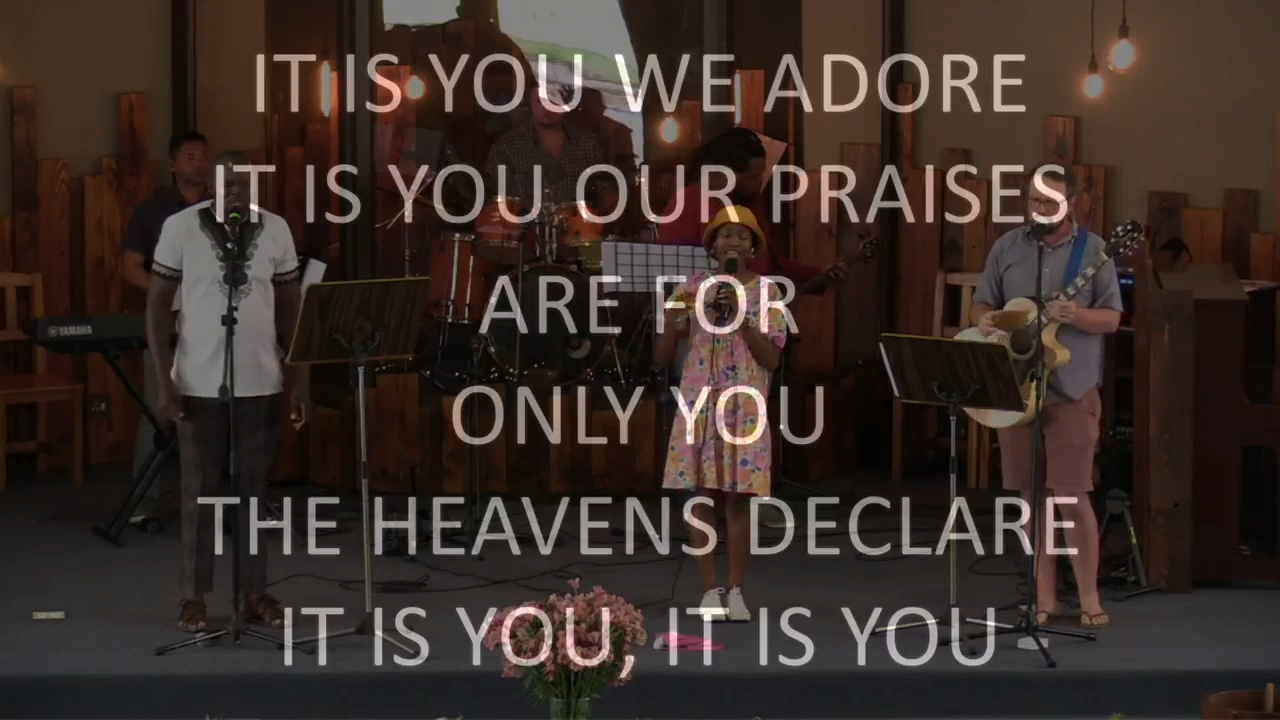 IT IS YOU WE ADORE
IT IS YOU OUR PRAISES
ARE FOR
ONLY YOU
THE HEAVENS DECLARE
IT IS YOU, IT IS YOU
YAMAHA